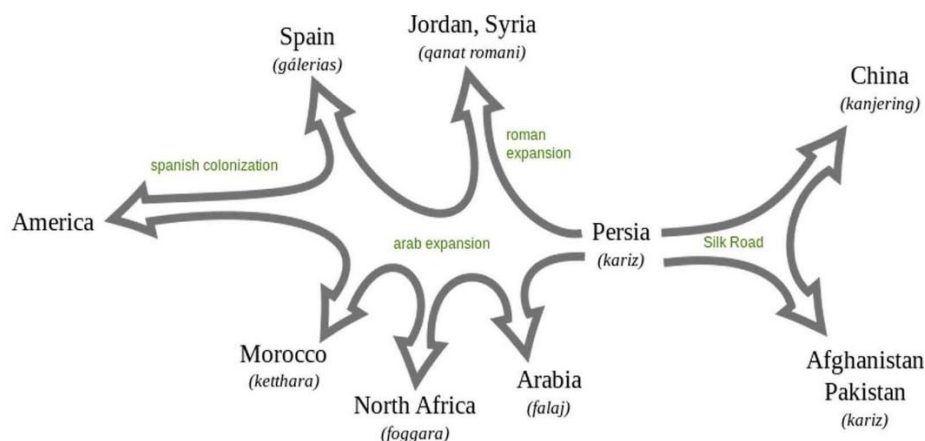 Spain
(gálerias)
Jordan, Syria
(qanat romani)
China
(kanjering)
roman
expansion
spanish colonization
America
arab expansion
Persia
(kariz)
Silk Road
Morocco
(ketthara)
North Africa
(foggara)
Arabia
(falaj)
Afghanistan
Pakistan
(kariz)